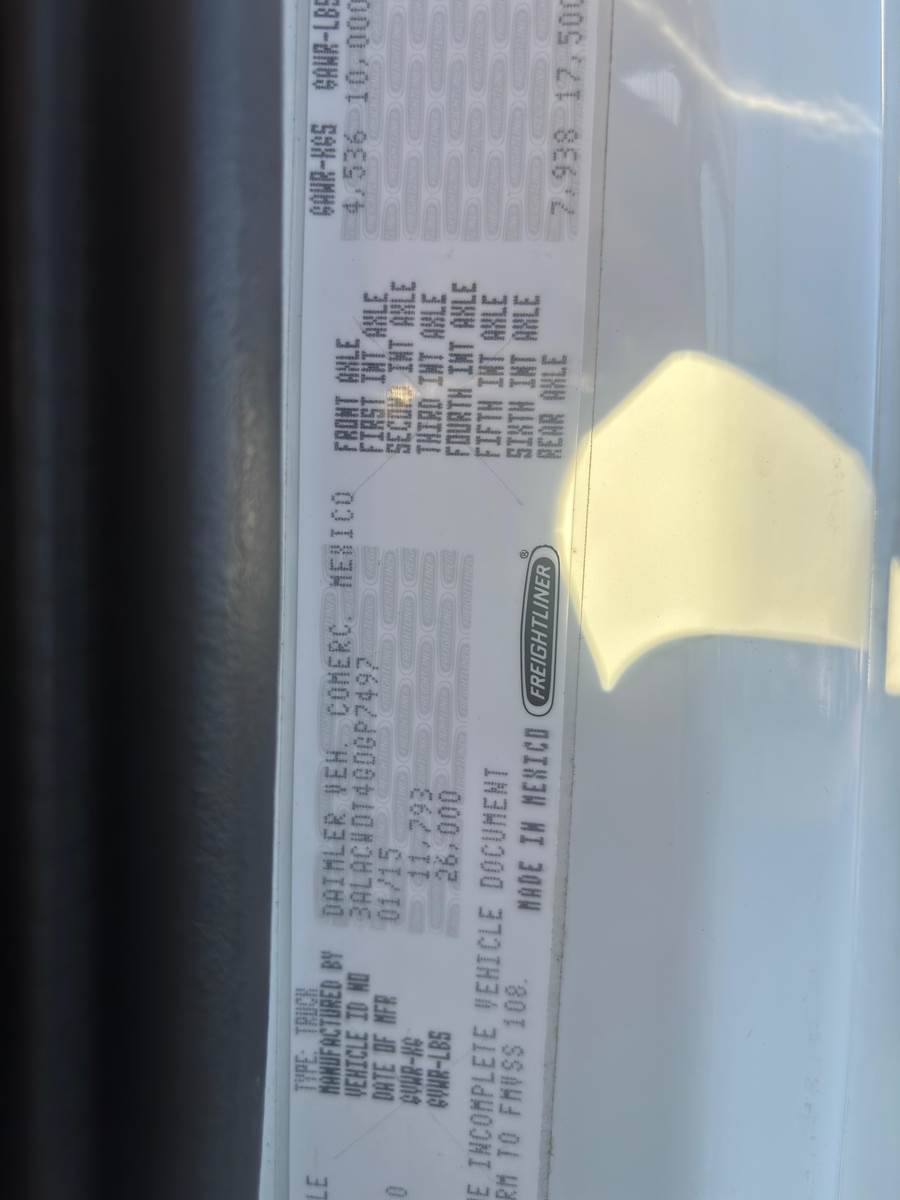 TYPE: TRUCK
MANUFACTURED BY DAIMLER VEH. COMERC. MEXICO
VEHICLE ID NO 3ALACWDT4GDGP7497
DATE OF MFR 01/15
GVWR-KG 11,793
GVWR-LBS 26,000
GAWR-KGS GAWR-LBS
FRONT AXLE 4,536 10,000
FIRST INT AXLE
SECOND INT AXLE
THIRD INT AXLE
FOURTH INT AXLE
FIFTH INT AXLE
SIXTH INT AXLE
REAR AXLE 7,938 17,500
INCOMPLETE VEHICLE DOCUMENT
TO FMVSS 108.
MADE IN MEXICO
FREIGHTLINER®